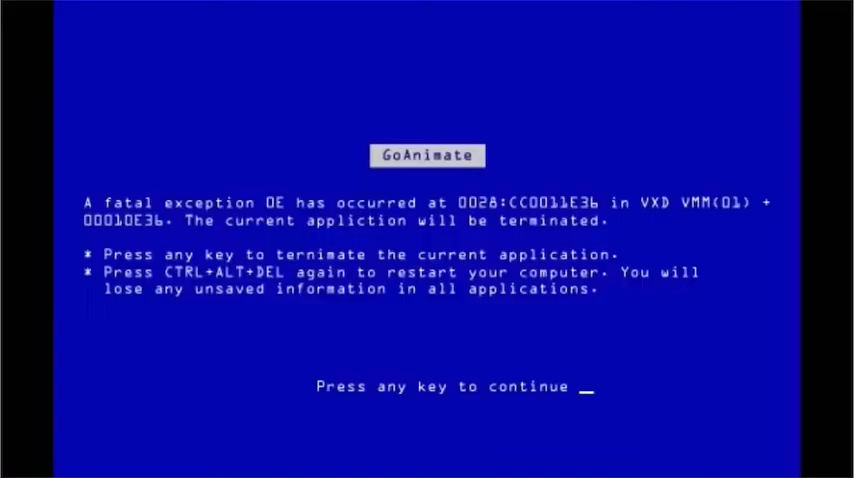 GoAnimate
A fatal exception 0E has occurred at 0028:CC0011E36 in VXD VMM(01) +
00010E36. The current appliction will be terminated.
* Press any key to ternimate the current application.
* Press CTRL+ALT+DEL again to restart your computer. You will
lose any unsaved information in all applications.
Press any key to continue _